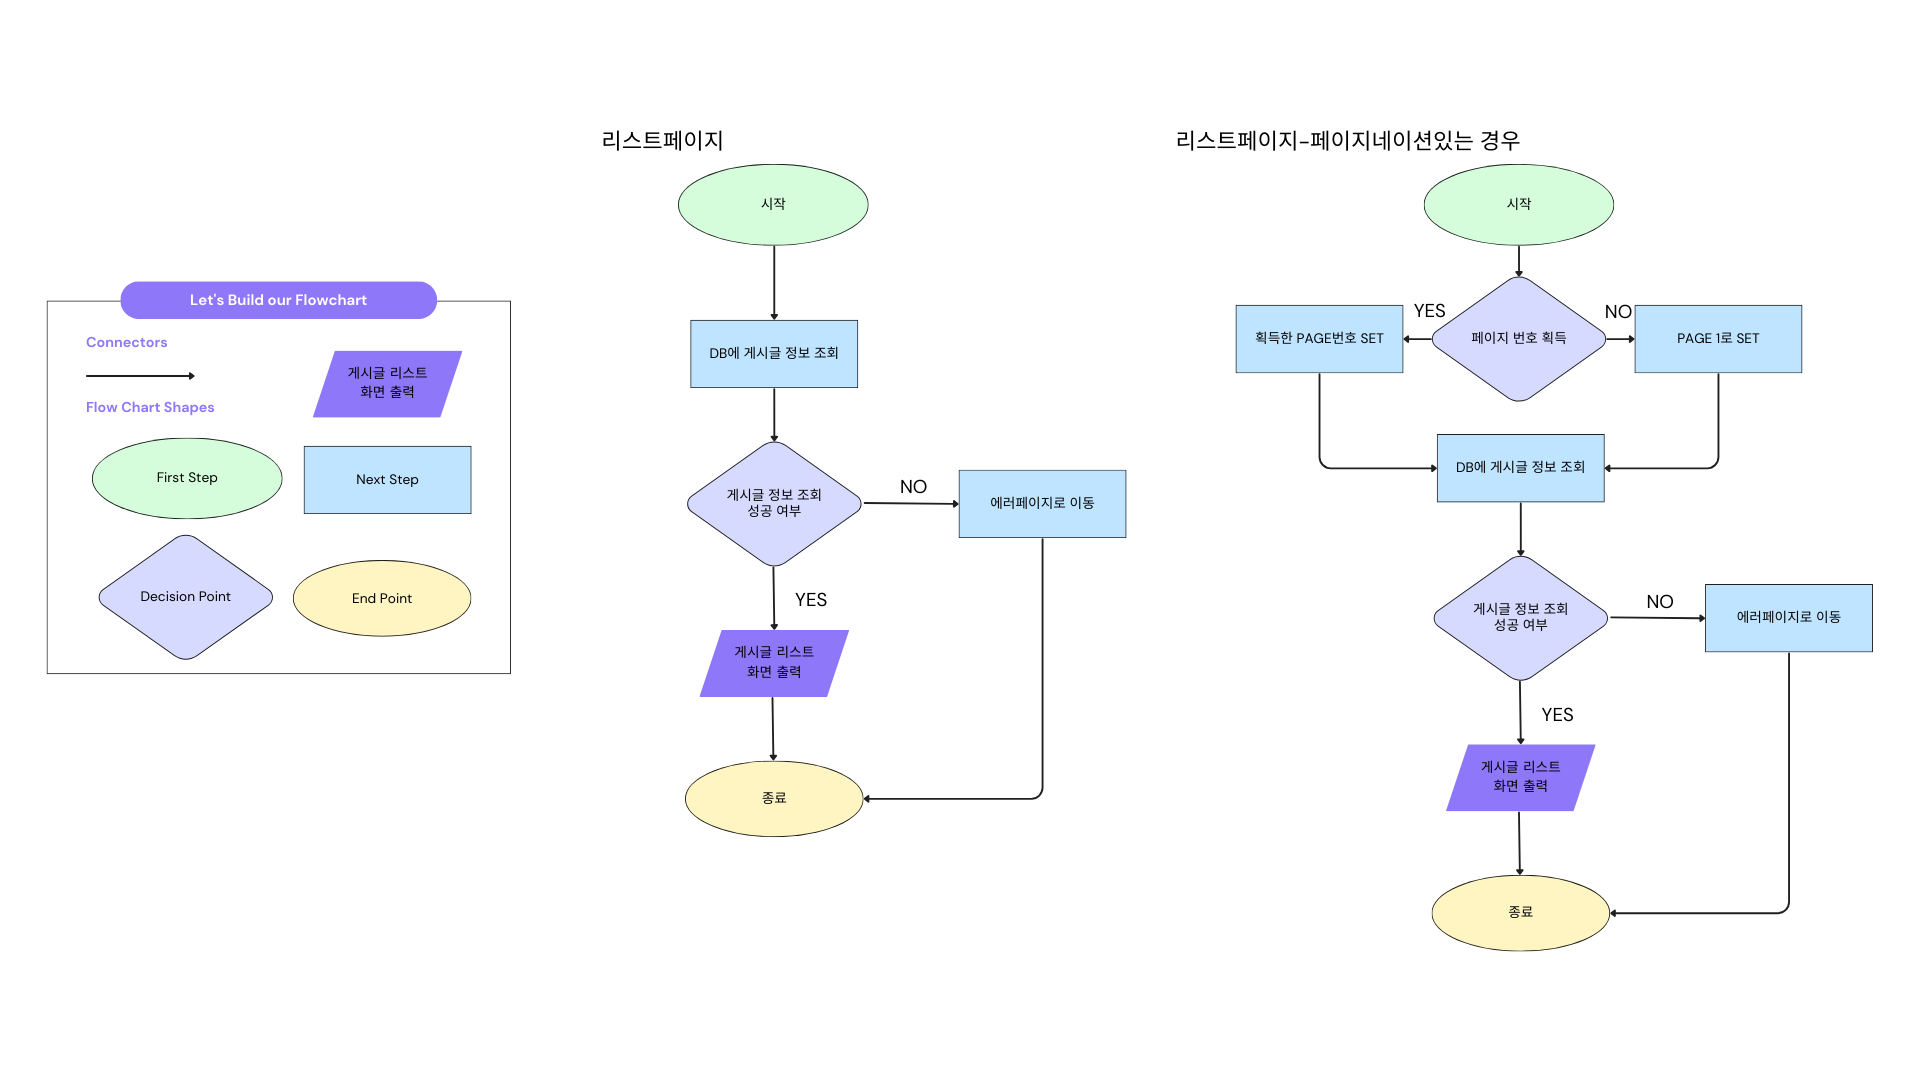 Let's Build our Flowchart
Connectors
게시글 리스트
화면 출력
Flow Chart Shapes
First Step
Next Step
Decision Point
End Point
리스트페이지
시작
DB에 게시글 정보 조회
게시글 정보 조회
성공 여부
NO
에러페이지로 이동
YES
게시글 리스트
화면 출력
종료
리스트페이지-페이지네이션있는 경우
시작
YES
NO
획득한 PAGE번호 SET
페이지 번호 획득
PAGE 1로 SET
DB에 게시글 정보 조회
게시글 정보 조회
성공 여부
NO
에러페이지로 이동
YES
게시글 리스트
화면 출력
종료